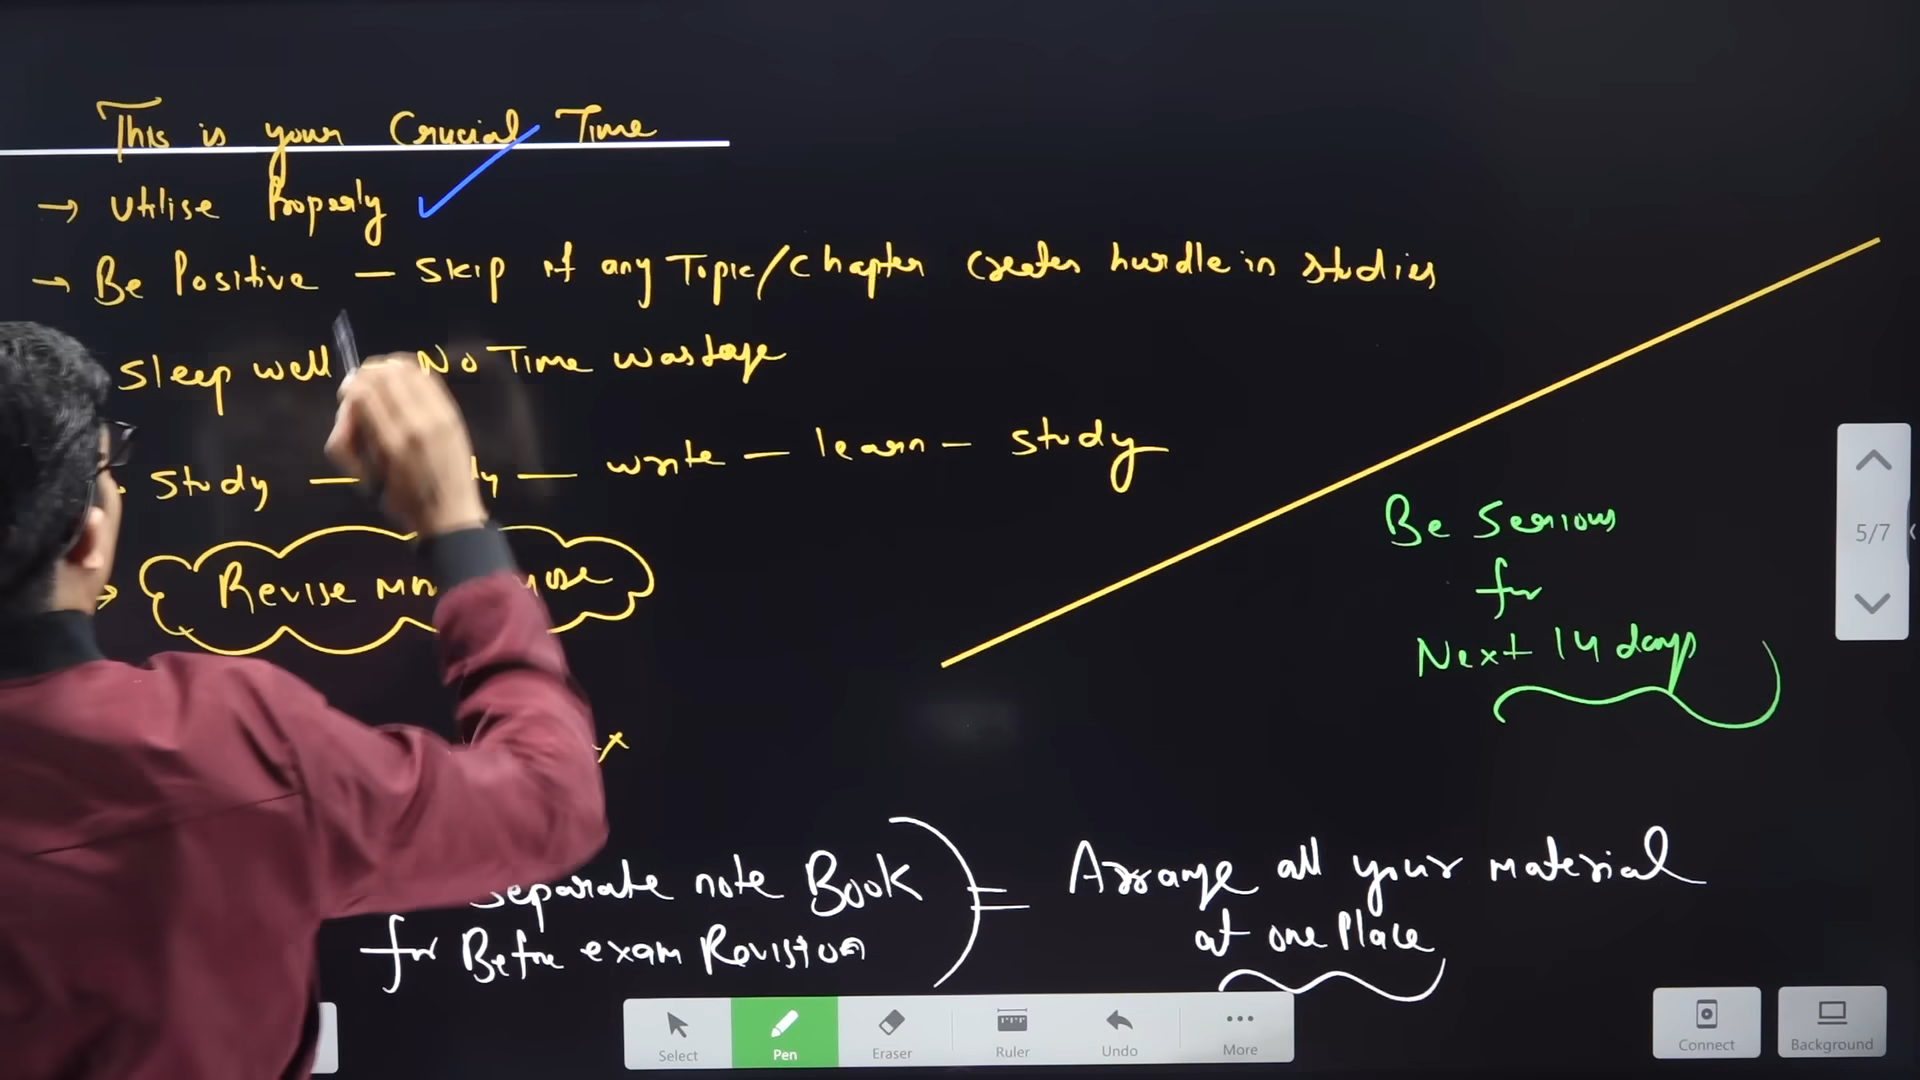 This is your Crucial Time
→ Utilise Properly
→ Be Positive — Skip if any Topic/Chapter creates hurdle in studies
Sleep well — No Time wastage
Study — — write — learn — study
→ Revise
Be Serious
for
Next 14 days
Separate note Book
for Before exam Revision
= Arrange all your material
at one Place
5/7
Select
Pen
Eraser
Ruler
Undo
More
Connect
Background